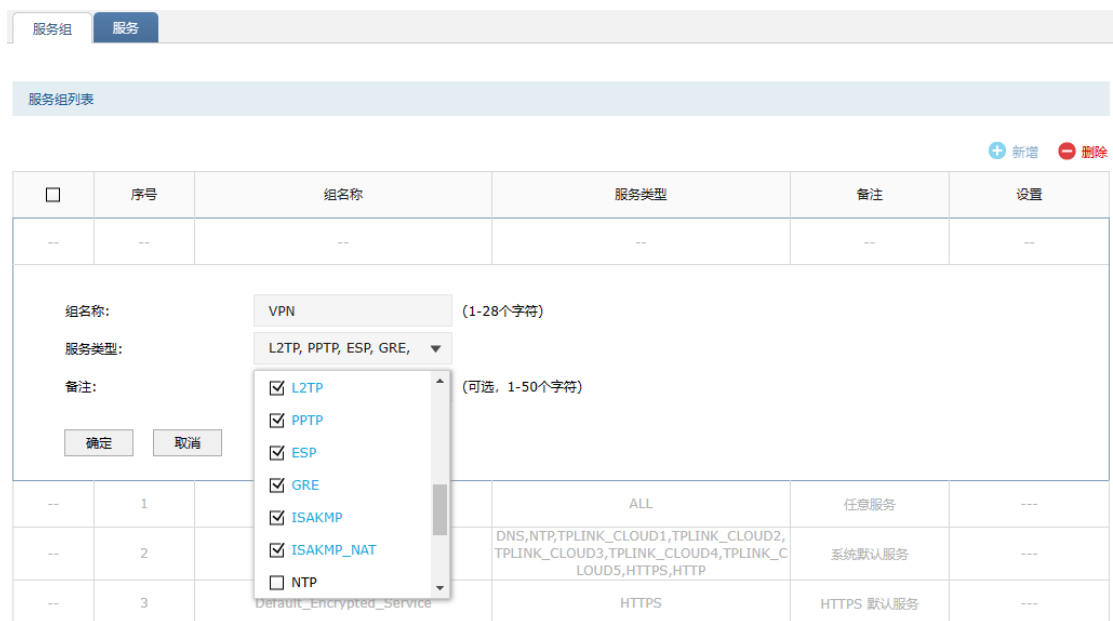 服务组 服务
服务组列表
新增 删除
序号 组名称 服务类型 备注 设置
-- -- -- -- -- --
组名称: VPN (1-28个字符)
服务类型: L2TP, PPTP, ESP, GRE,
备注: (可选，1-50个字符)
L2TP
PPTP
确定 取消
ESP
GRE
ISAKMP
ISAKMP_NAT
NTP
-- 1 ALL 任意服务 ---
-- 2 DNS,NTP,TPLINK_CLOUD1,TPLINK_CLOUD2,
TPLINK_CLOUD3,TPLINK_CLOUD4,TPLINK_C
LOUD5,HTTPS,HTTP 系统默认服务 ---
-- 3 Default_Encrypted_Service HTTPS HTTPS 默认服务 ---